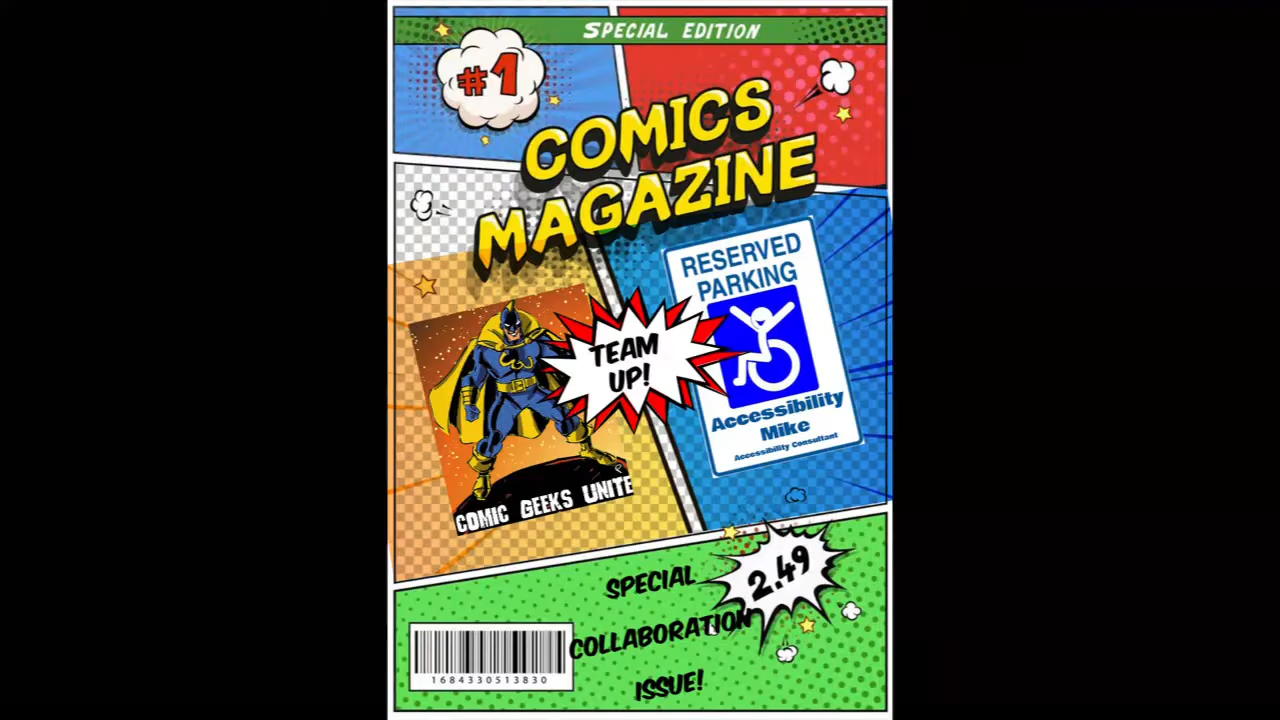 SPECIAL EDITION
#1
COMICS
MAGAZINE
RESERVED
PARKING
TEAM
UP!
Accessibility
Mike
Accessibility Consultant
COMIC GEEKS UNITE
2.49
SPECIAL
COLLABORATION
ISSUE!
1684330513830